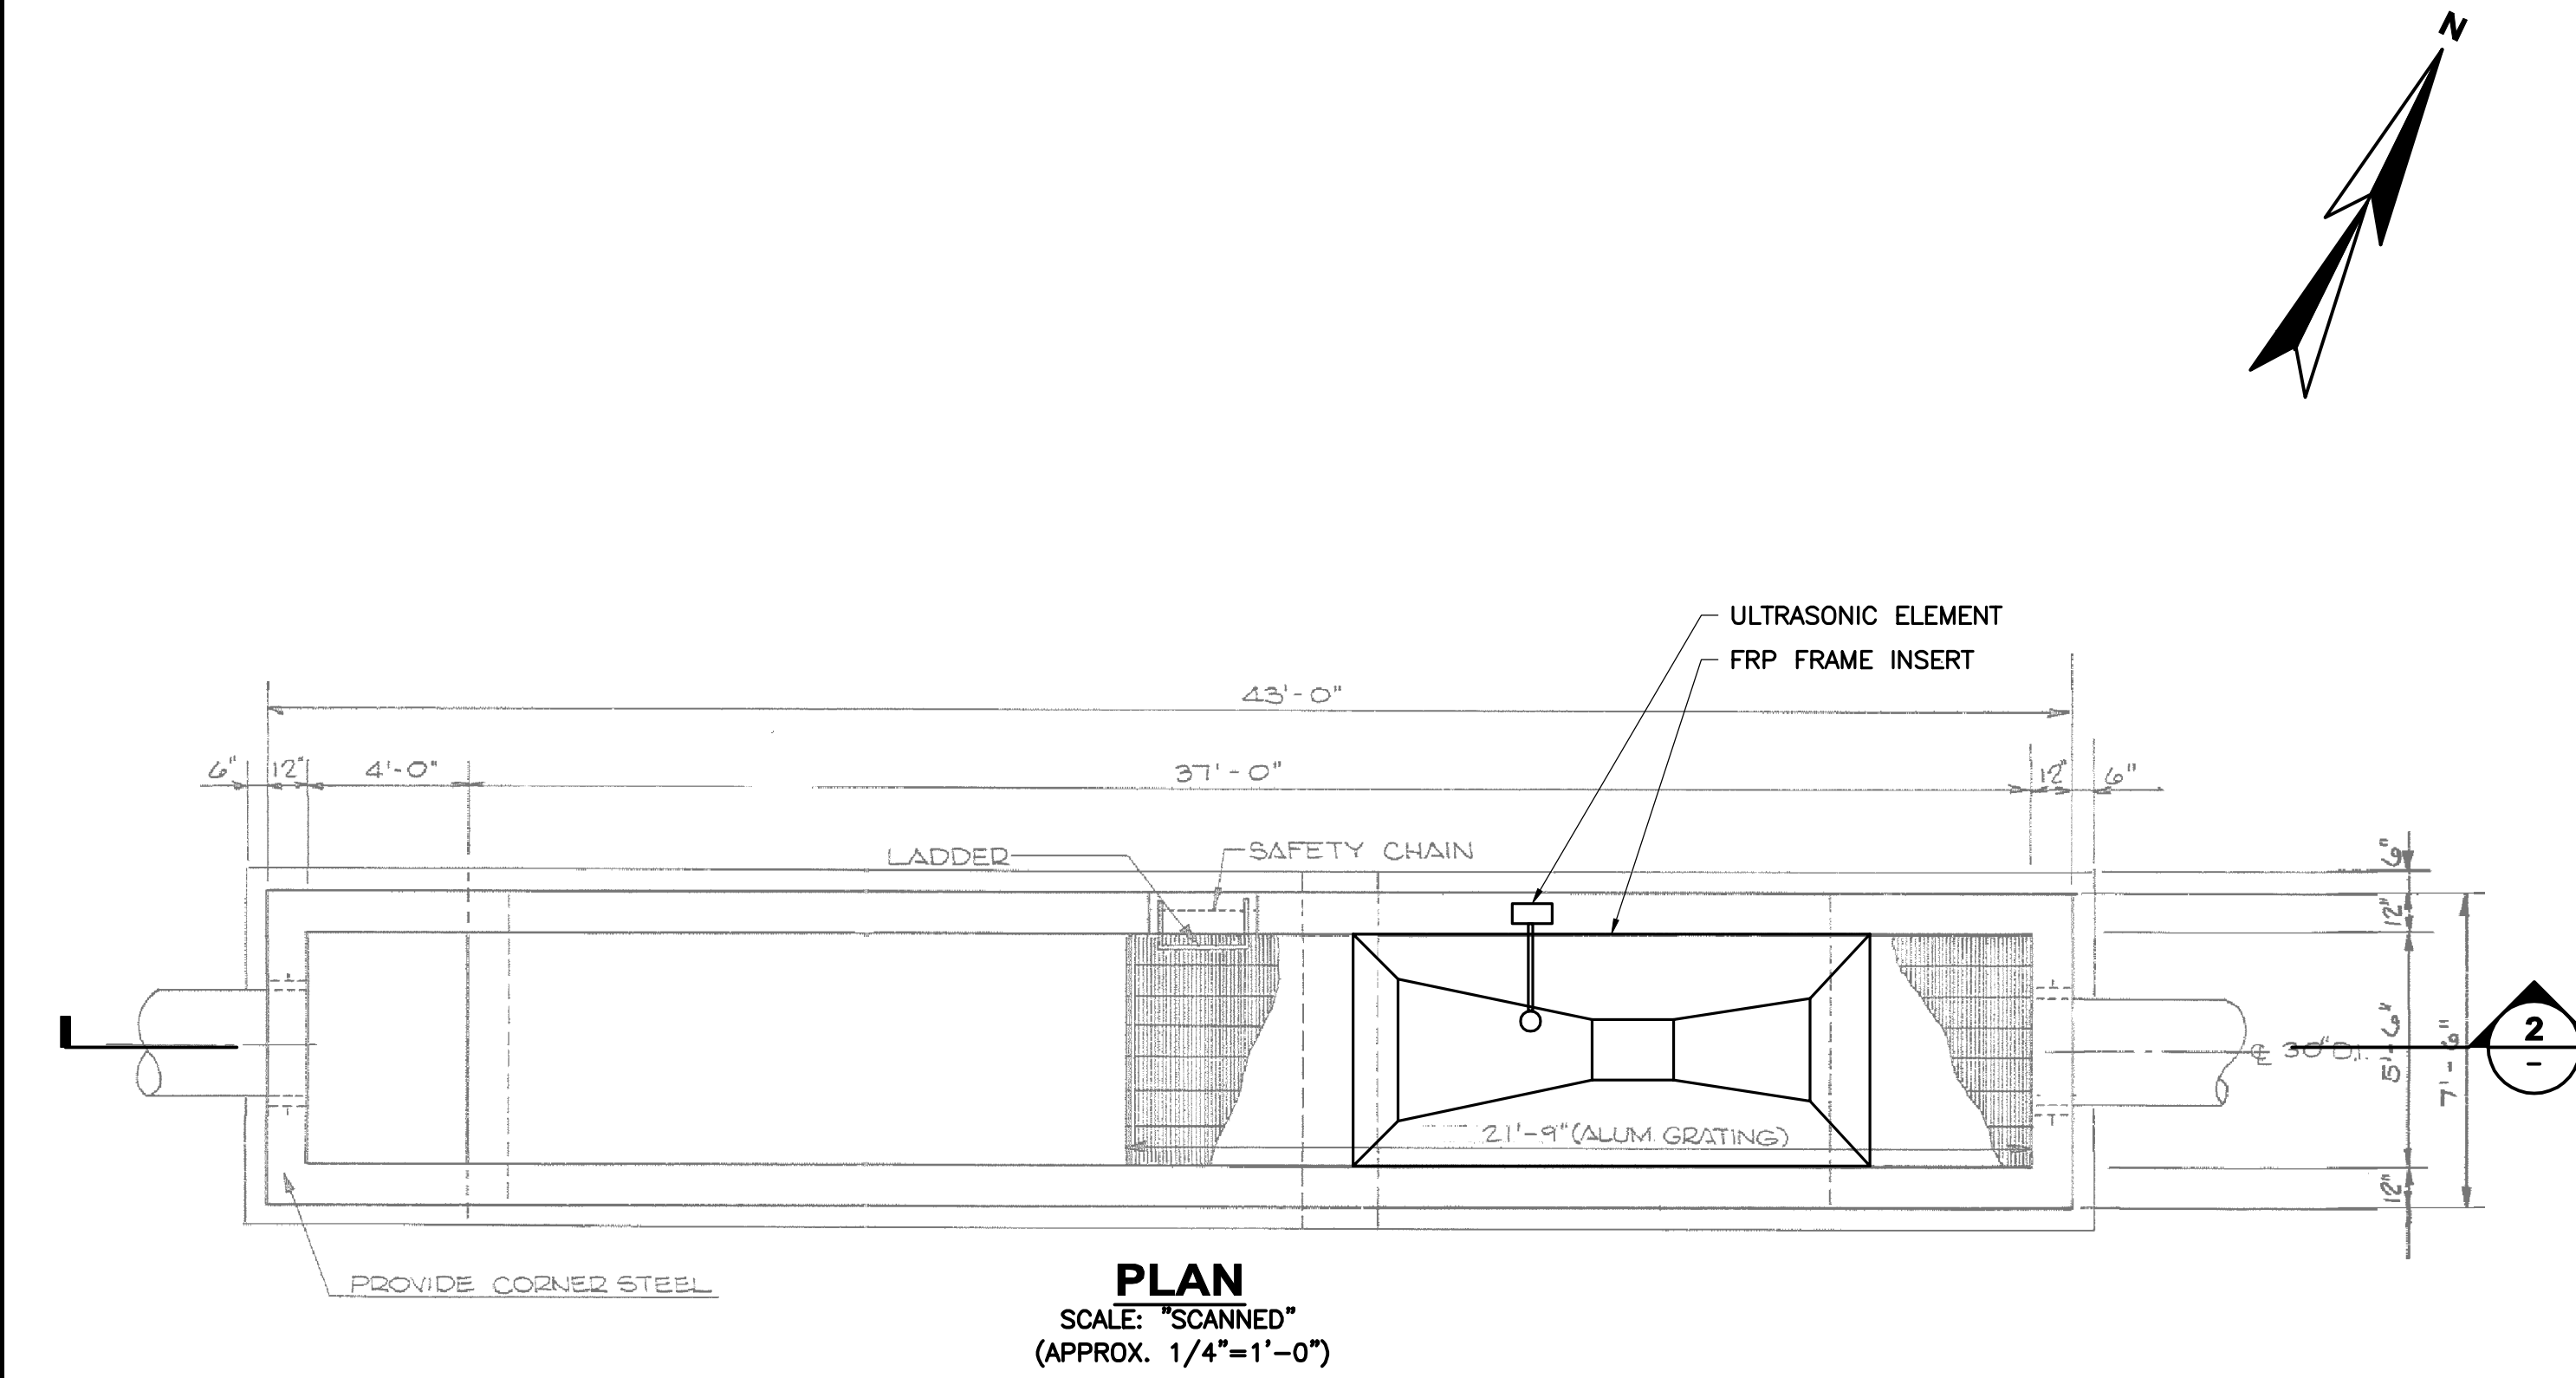 N
ULTRASONIC ELEMENT
FRP FRAME INSERT
43'-0"
6" 12" 4'-0" 37'-0" 12" 6"
LADDER
SAFETY CHAIN
6"
12"
5'-6"
7'-6"
12"
℄ 30" D.I.
2
-
21'-9" (ALUM. GRATING)
PROVIDE CORNER STEEL
PLAN
SCALE: "SCANNED"
(APPROX. 1/4"=1'-0")